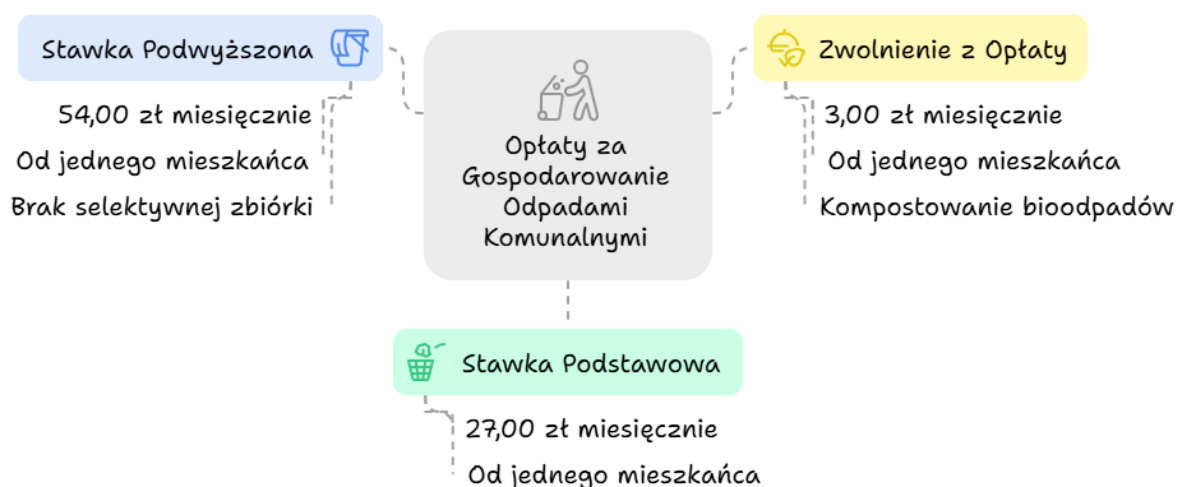 Stawka Podwyższona
54,00 zł miesięcznie
Od jednego mieszkańca
Brak selektywnej zbiórki
Opłaty za
Gospodarowanie
Odpadami
Komunalnymi
Zwolnienie z Opłaty
3,00 zł miesięcznie
Od jednego mieszkańca
Kompostowanie bioodpadów
Stawka Podstawowa
27,00 zł miesięcznie
Od jednego mieszkańca